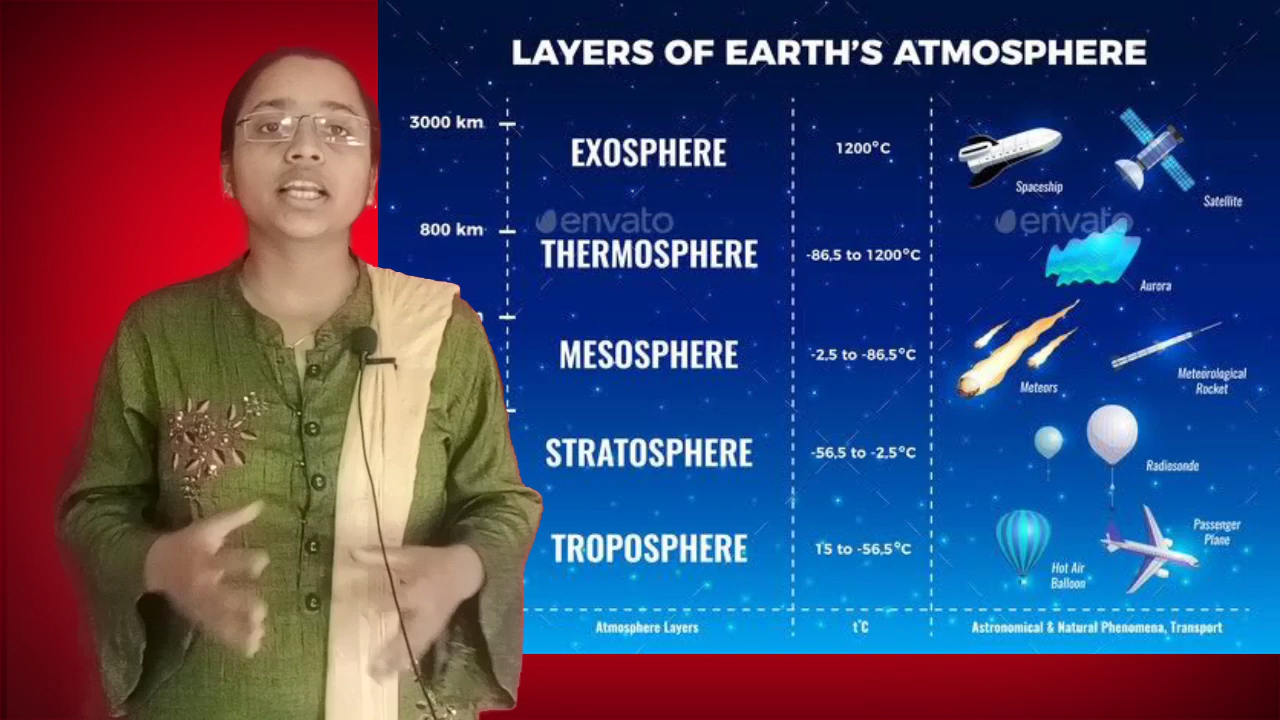 LAYERS OF EARTH'S ATMOSPHERE
3000 km
EXOSPHERE
1200°C
Spaceship
Satellite
envato
envato
800 km
THERMOSPHERE
-86,5 to 1200°C
Aurora
MESOSPHERE
-2,5 to -86,5°C
Meteors
Meteorological
Rocket
STRATOSPHERE
-56,5 to -2,5°C
Radiosonde
TROPOSPHERE
15 to -56,5°C
Hot Air
Balloon
Passenger
Plane
Atmosphere Layers
t°C
Astronomical & Natural Phenomena, Transport